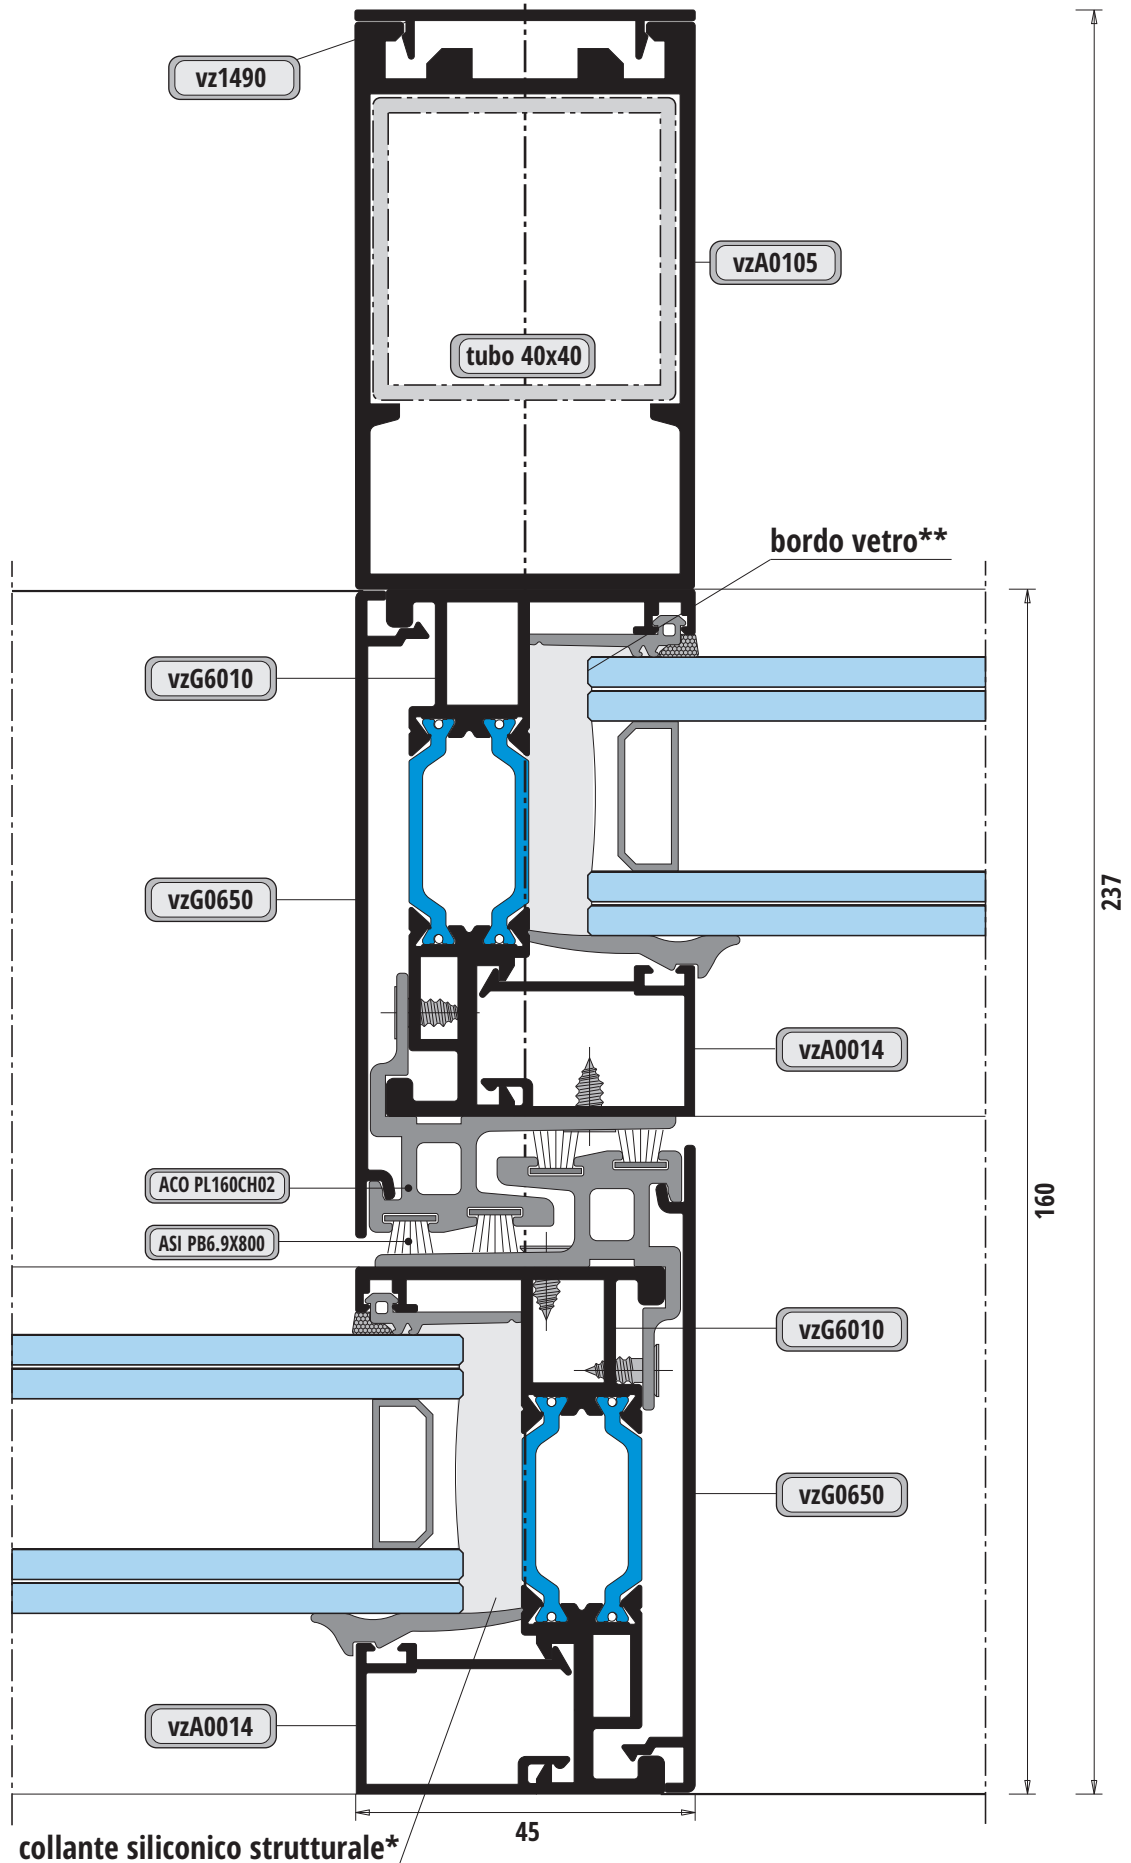 vz1490
vzA0105
tubo 40x40
bordo vetro**
vzG6010
vzG0650
237
vzA0014
ACO PL160CH02
160
ASI PB6.9X800
vzG6010
vzG0650
vzA0014
45
collante siliconico strutturale*